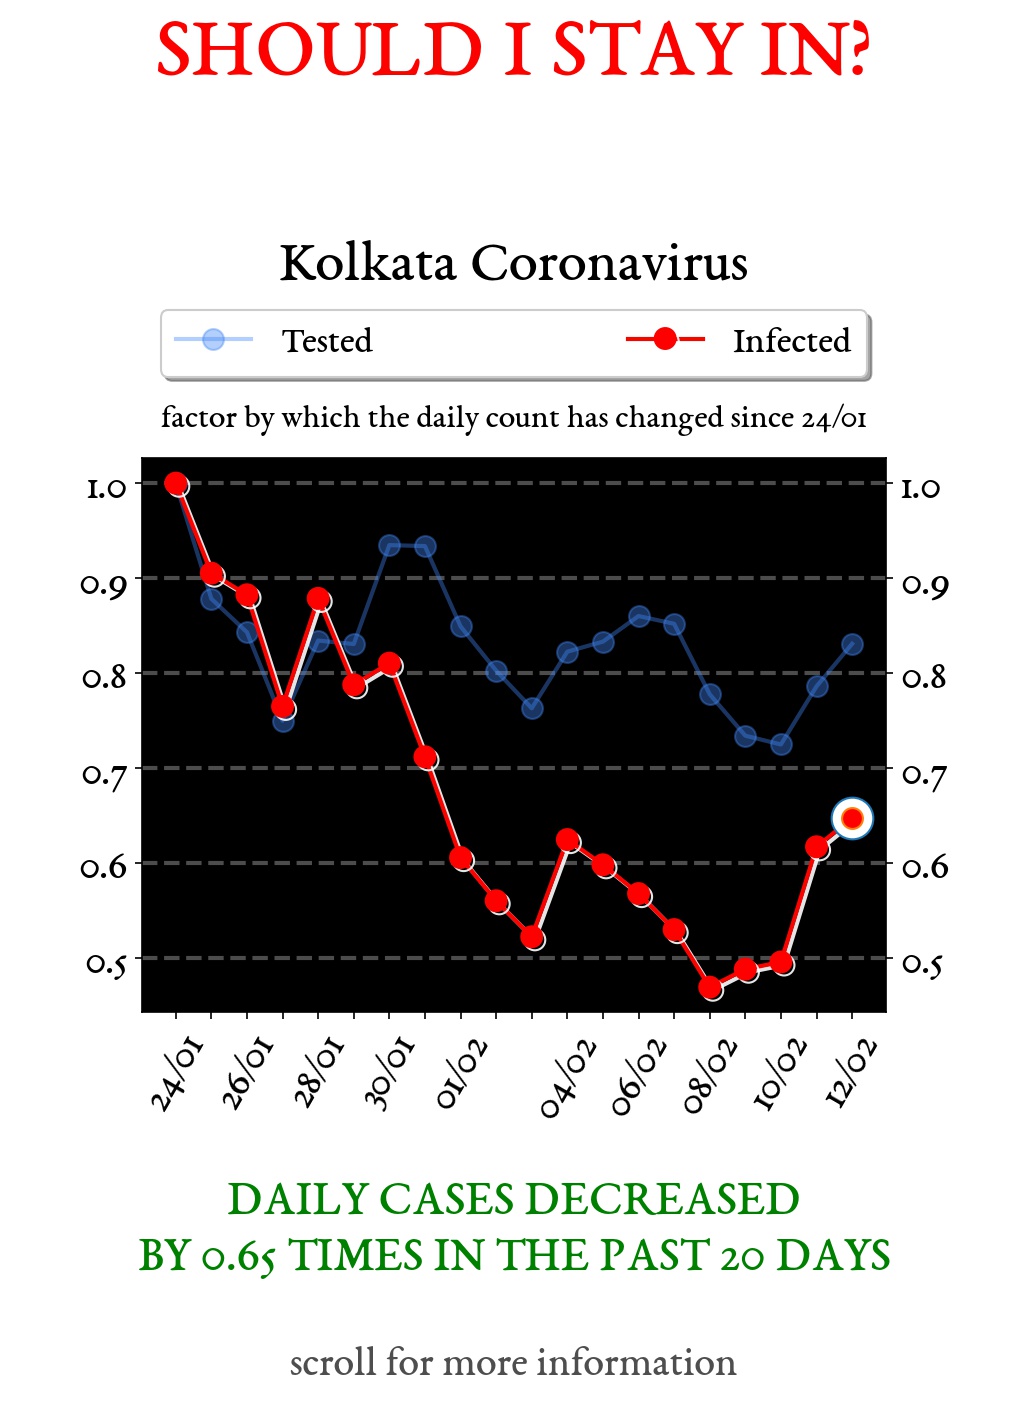 SHOULD I STAY IN?
Kolkata Coronavirus
Tested Infected
factor by which the daily count has changed since 24/01
1.0 1.0
0.9 0.9
0.8 0.8
0.7 0.7
0.6 0.6
0.5 0.5
24/01 26/01 28/01 30/01 01/02 04/02 06/02 08/02 10/02 12/02
DAILY CASES DECREASED
BY 0.65 TIMES IN THE PAST 20 DAYS
scroll for more information